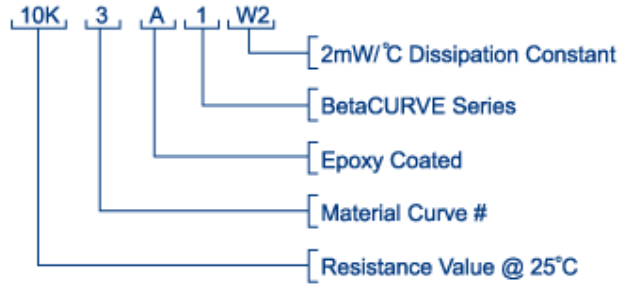 10K 3 A 1 W2
2mW/°C Dissipation Constant
BetaCURVE Series
Epoxy Coated
Material Curve #
Resistance Value @ 25°C